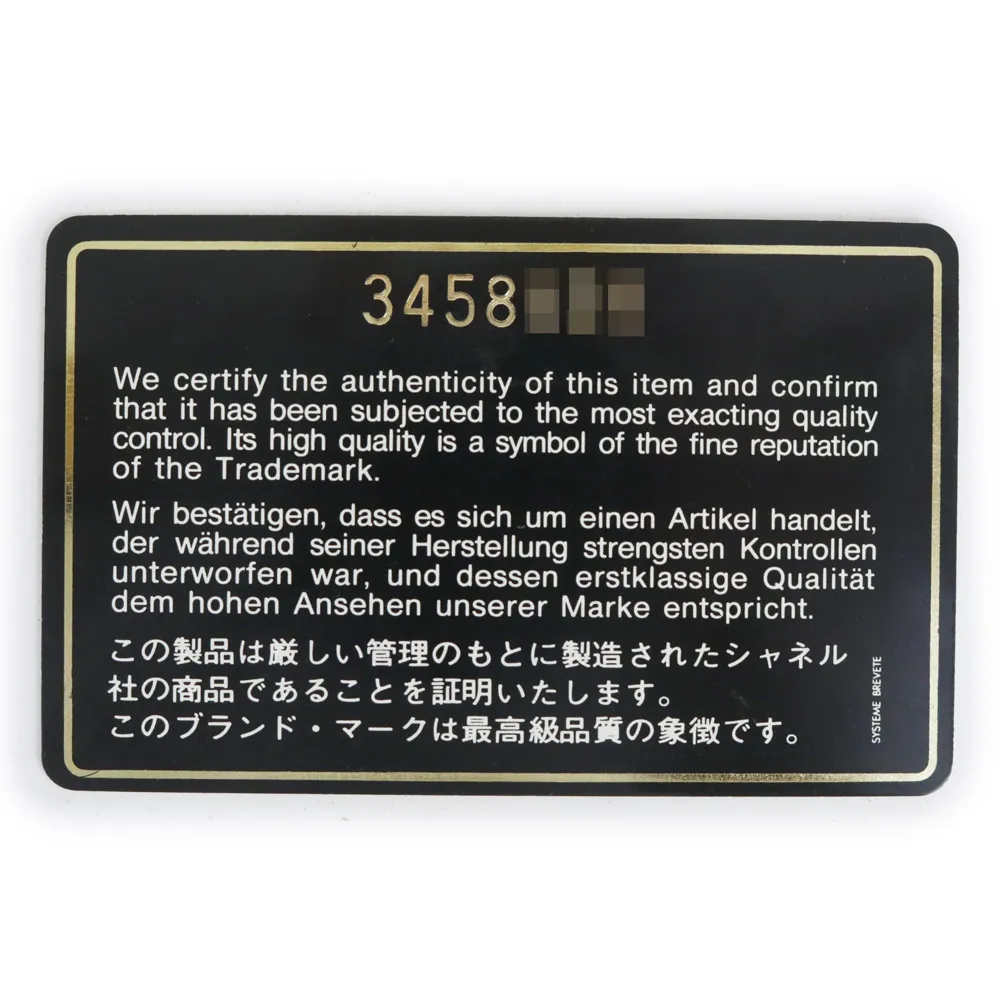 3458
We certify the authenticity of this item and confirm
that it has been subjected to the most exacting quality
control. Its high quality is a symbol of the fine reputation
of the Trademark.
Wir bestätigen, dass es sich um einen Artikel handelt,
der während seiner Herstellung strengsten Kontrollen
unterworfen war, und dessen erstklassige Qualität
dem hohen Ansehen unserer Marke entspricht.
この製品は厳しい管理のもとに製造されたシャネル
社の商品であることを証明いたします。
このブランド・マークは最高級品質の象徴です。
SYSTEME BREVETE